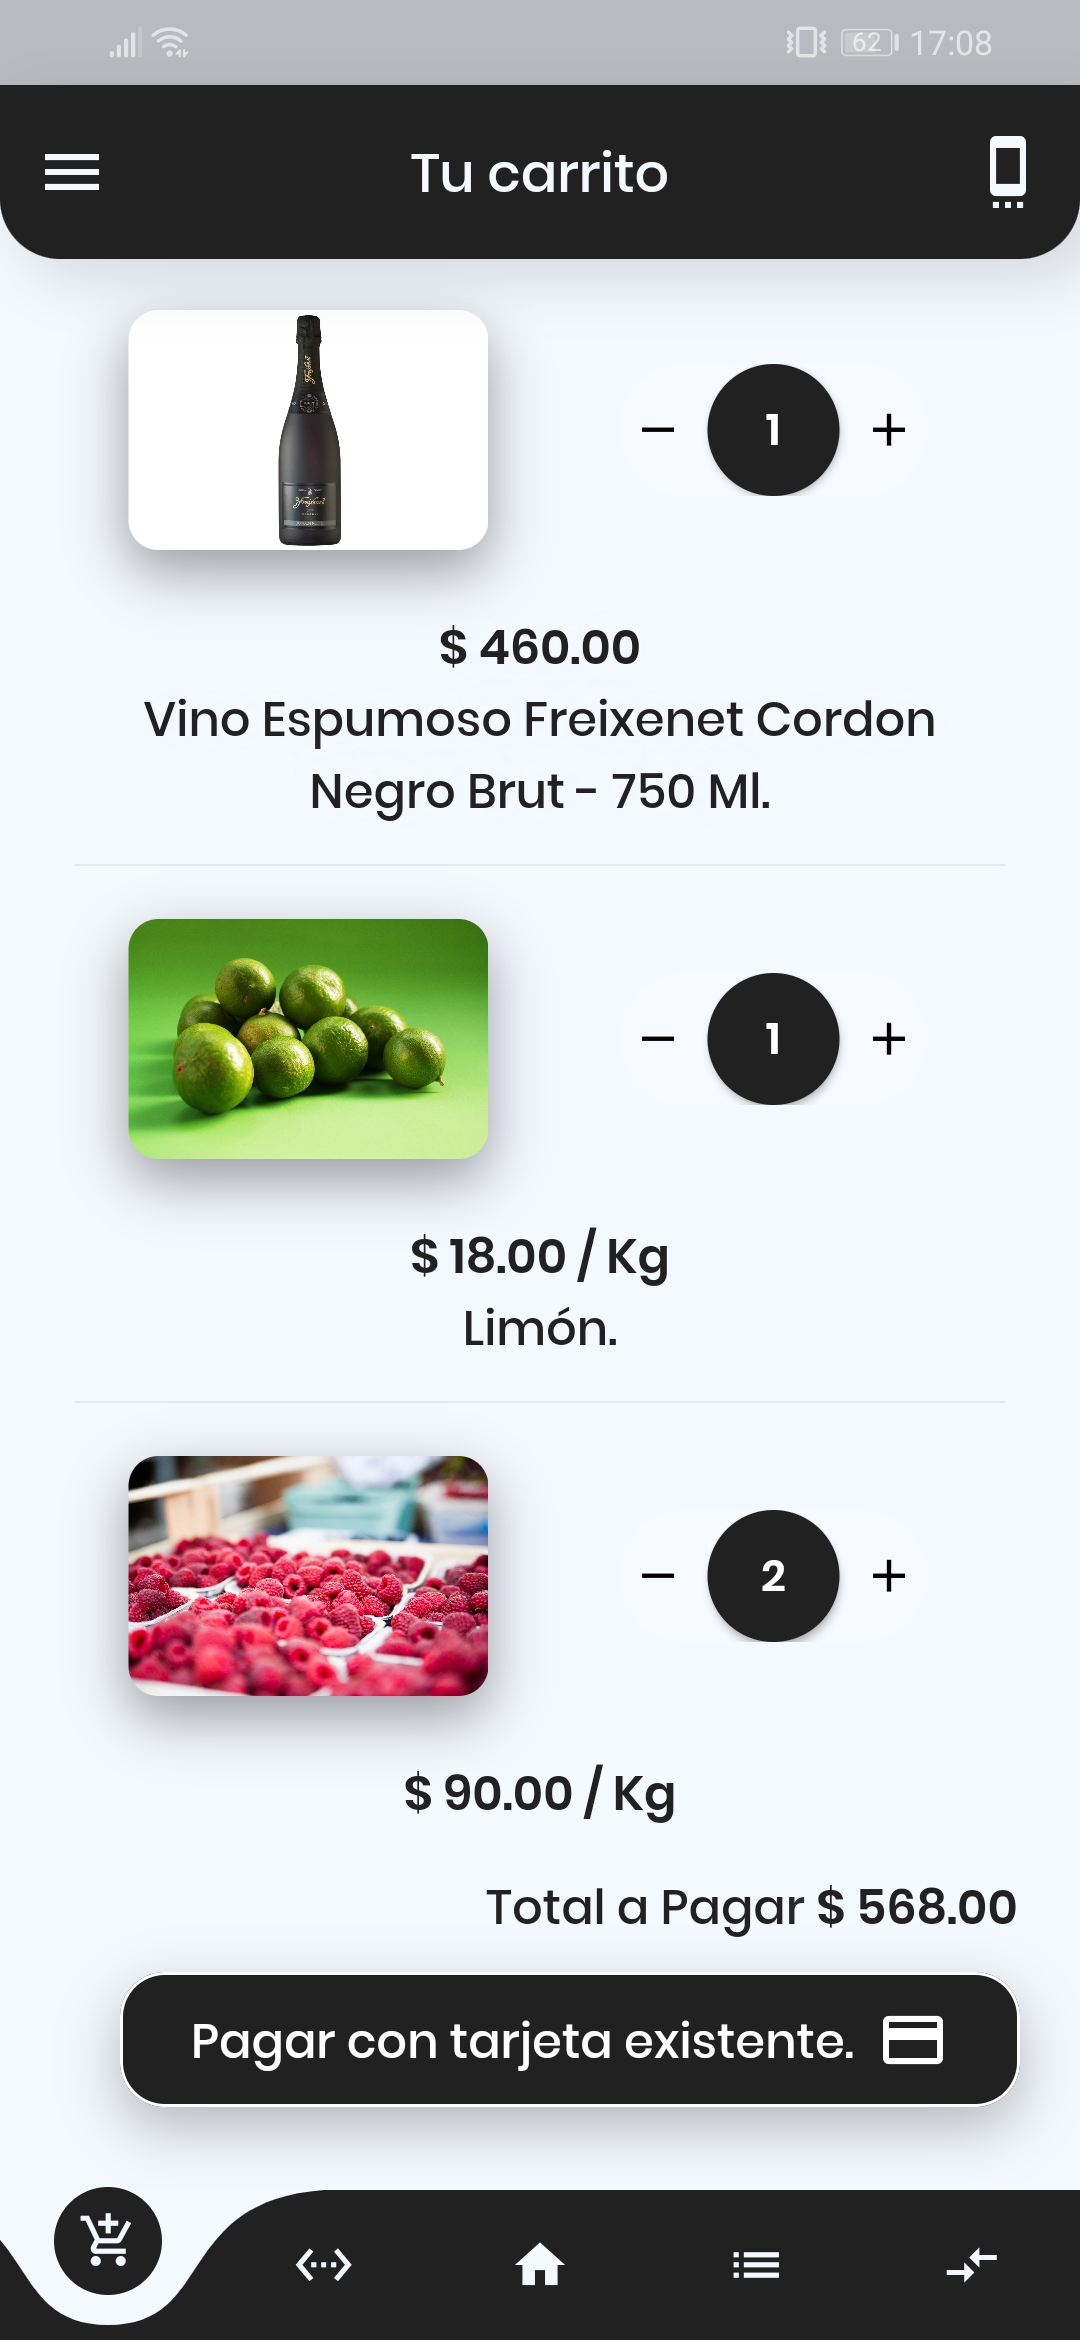 62 17:08
Tu carrito
Freixenet
1
$ 460.00
Vino Espumoso Freixenet Cordon
Negro Brut - 750 Ml.
1
$ 18.00 / Kg
Limón.
2
$ 90.00 / Kg
Total a Pagar $ 568.00
Pagar con tarjeta existente.